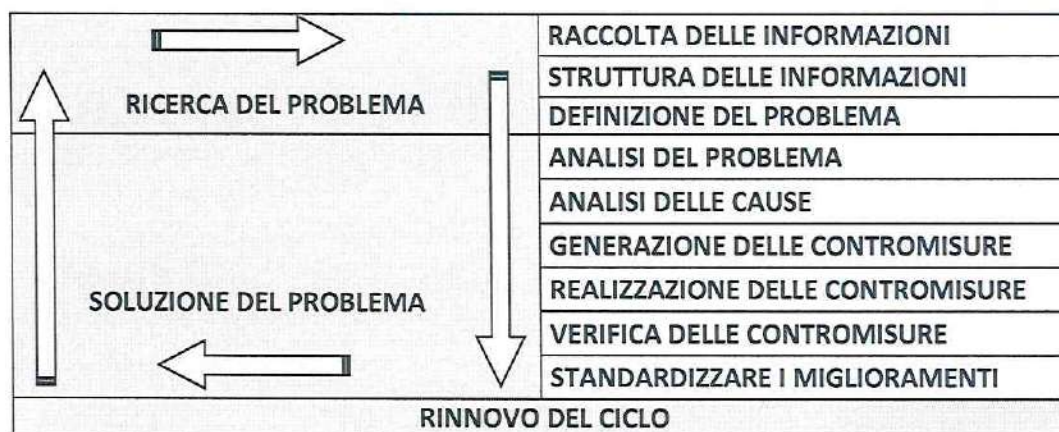 RACCOLTA DELLE INFORMAZIONI
STRUTTURA DELLE INFORMAZIONI
RICERCA DEL PROBLEMA
DEFINIZIONE DEL PROBLEMA
ANALISI DEL PROBLEMA
ANALISI DELLE CAUSE
GENERAZIONE DELLE CONTROMISURE
REALIZZAZIONE DELLE CONTROMISURE
SOLUZIONE DEL PROBLEMA
VERIFICA DELLE CONTROMISURE
STANDARDIZZARE I MIGLIORAMENTI
RINNOVO DEL CICLO